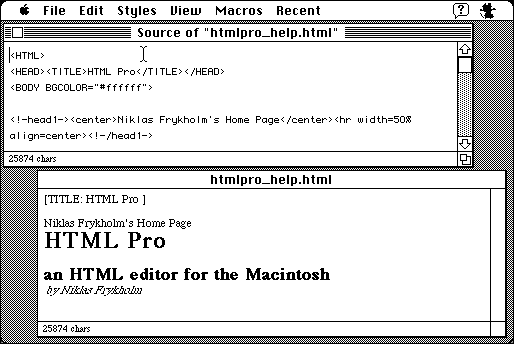 File Edit Styles View Macros Recent
Source of "htmlpro_help.html"
<HTML>
<HEAD><TITLE>HTML Pro</TITLE></HEAD>
<BODY BGCOLOR="#ffffff">
<!-head1-><center>Niklas Frykholm's Home Page</center><hr width=50%
align=center><!-/head1->
25874 chars
htmlpro_help.html
[TITLE: HTML Pro ]
Niklas Frykholm's Home Page
HTML Pro
an HTML editor for the Macintosh
by Niklas Frykholm
25874 chars